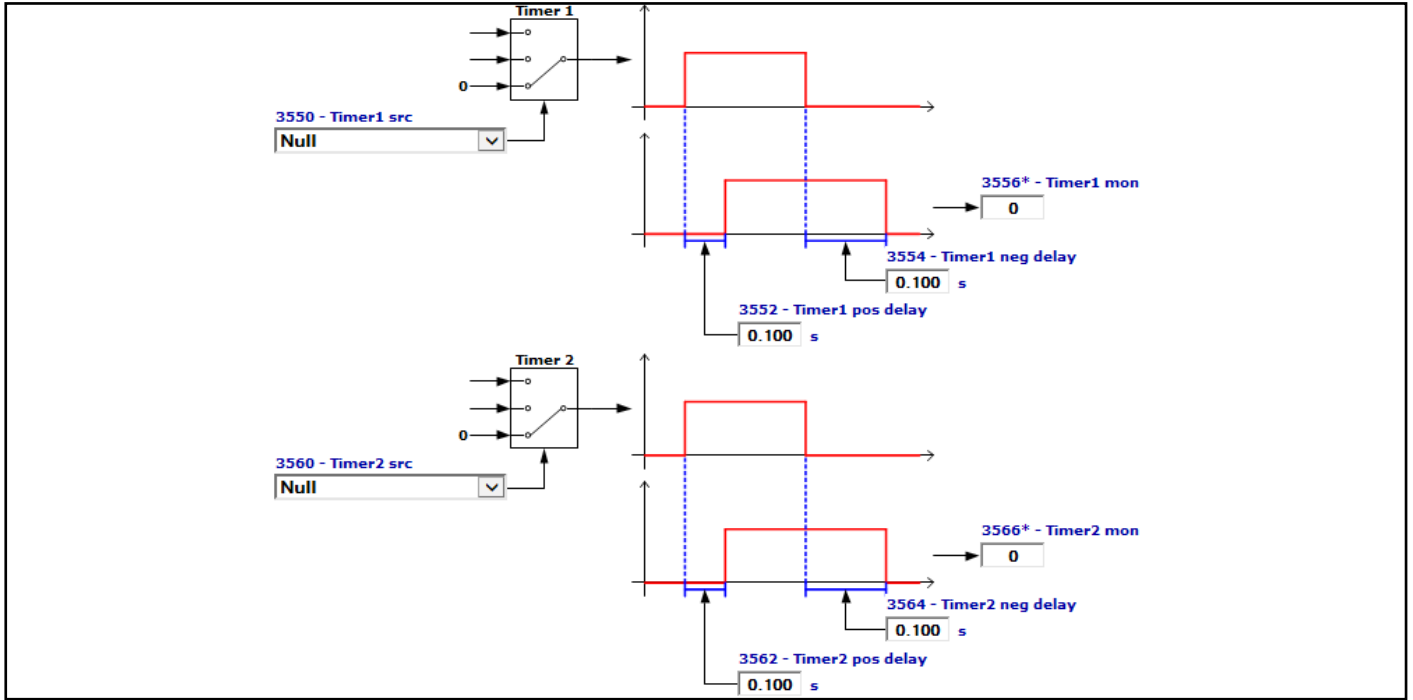 Timer 1
0
3550 - Timer1 src
Null
3556* - Timer1 mon
0
3554 - Timer1 neg delay
0.100 s
3552 - Timer1 pos delay
0.100 s
Timer 2
0
3560 - Timer2 src
Null
3566* - Timer2 mon
0
3564 - Timer2 neg delay
0.100 s
3562 - Timer2 pos delay
0.100 s